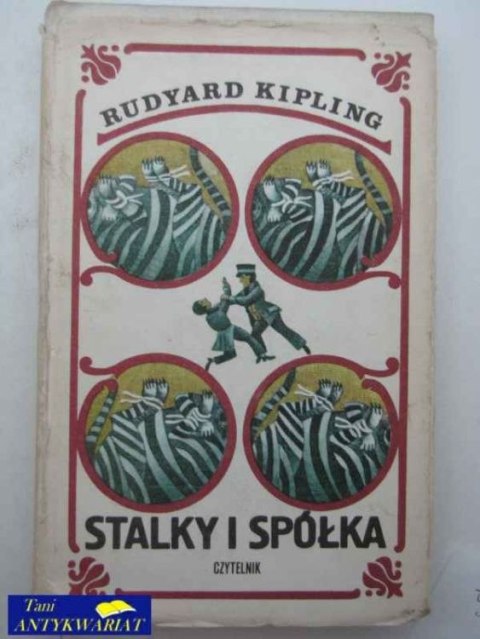 RUDYARD KIPLING
STALKY I SPÓŁKA
CZYTELNIK
Tani
ANTYKWARIAT